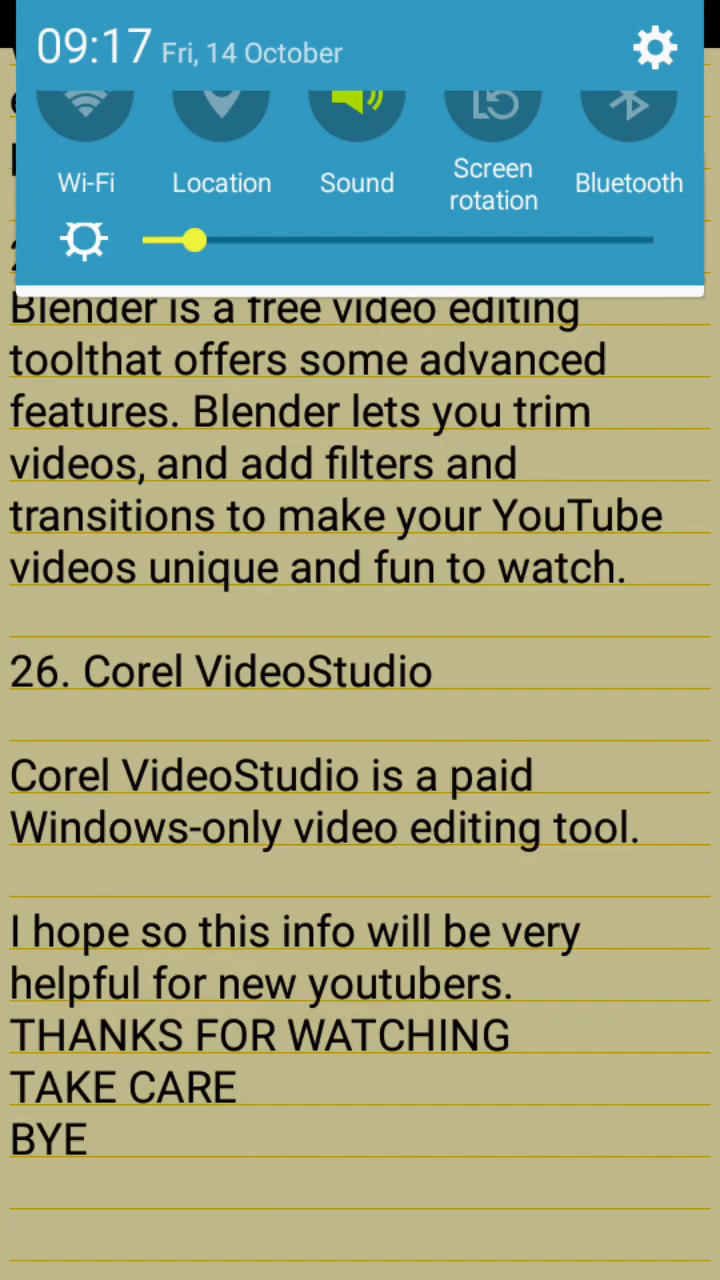 09:17 Fri, 14 October
Wi-Fi Location Sound Screen rotation Bluetooth
Blender is a free video editing
toolthat offers some advanced
features. Blender lets you trim
videos, and add filters and
transitions to make your YouTube
videos unique and fun to watch.
26. Corel VideoStudio
Corel VideoStudio is a paid
Windows-only video editing tool.
I hope so this info will be very
helpful for new youtubers.
THANKS FOR WATCHING
TAKE CARE
BYE